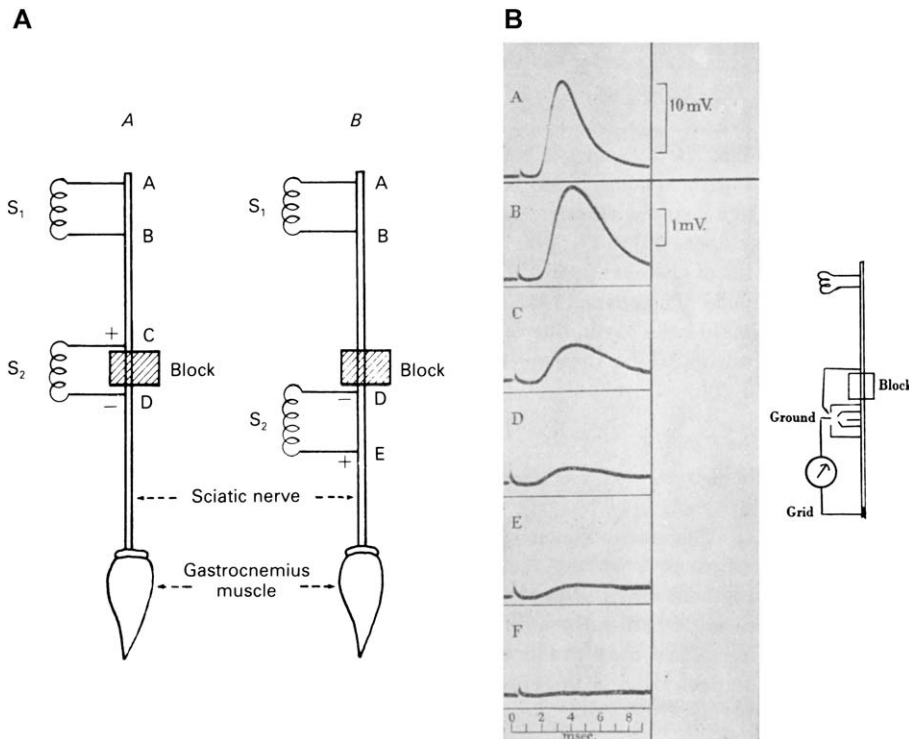 A
A
A
S₁
B
+
C
S₂
Block
−
D
B
A
S₁
B
Block
−
D
S₂
+
E
Sciatic nerve
Gastrocnemius
muscle
B
A
10 mV.
B
1 mV.
C
D
E
F
0 2 4 6 8
msec.
Block
Ground
Grid